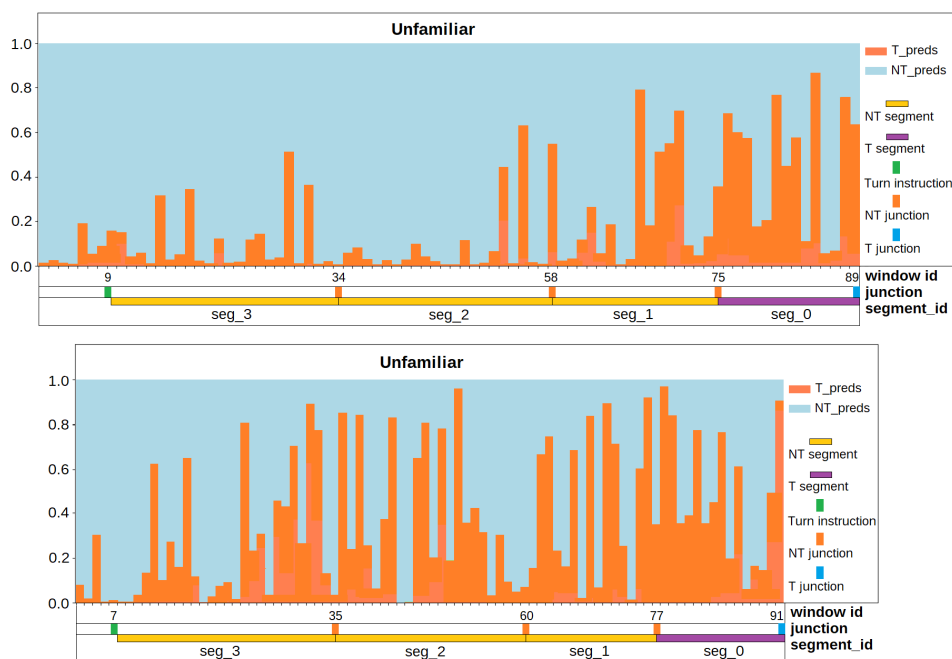 Unfamiliar
1.0
0.8
0.6
0.4
0.2
0.0
T_preds
NT_preds
NT segment
T segment
Turn instruction
NT junction
T junction
9 34 58 75 89 window id
junction
seg_3 seg_2 seg_1 seg_0 segment_id
Unfamiliar
1.0
0.8
0.6
0.4
0.2
0.0
T_preds
NT_preds
NT segment
T segment
Turn instruction
NT junction
T junction
7 35 60 77 91 window id
junction
seg_3 seg_2 seg_1 seg_0 segment_id